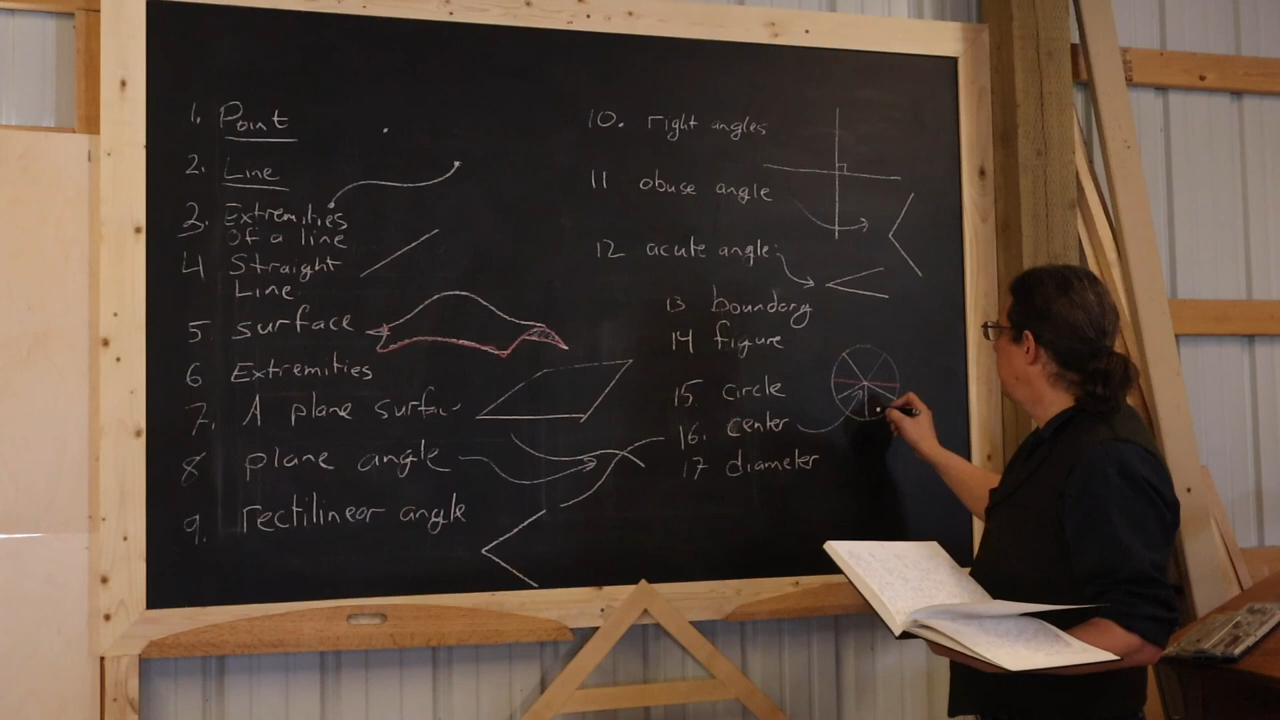 1. Point
2. Line
3. Extremities
of a line
4 Straight
Line.
5 surface
6 Extremities
7. A plane surfac
8 plane angle
9. rectilinear angle
10. right angles
11 obuse angle
12 acute angle
13 boundary
14 figure
15. circle
16. center
17 diameter